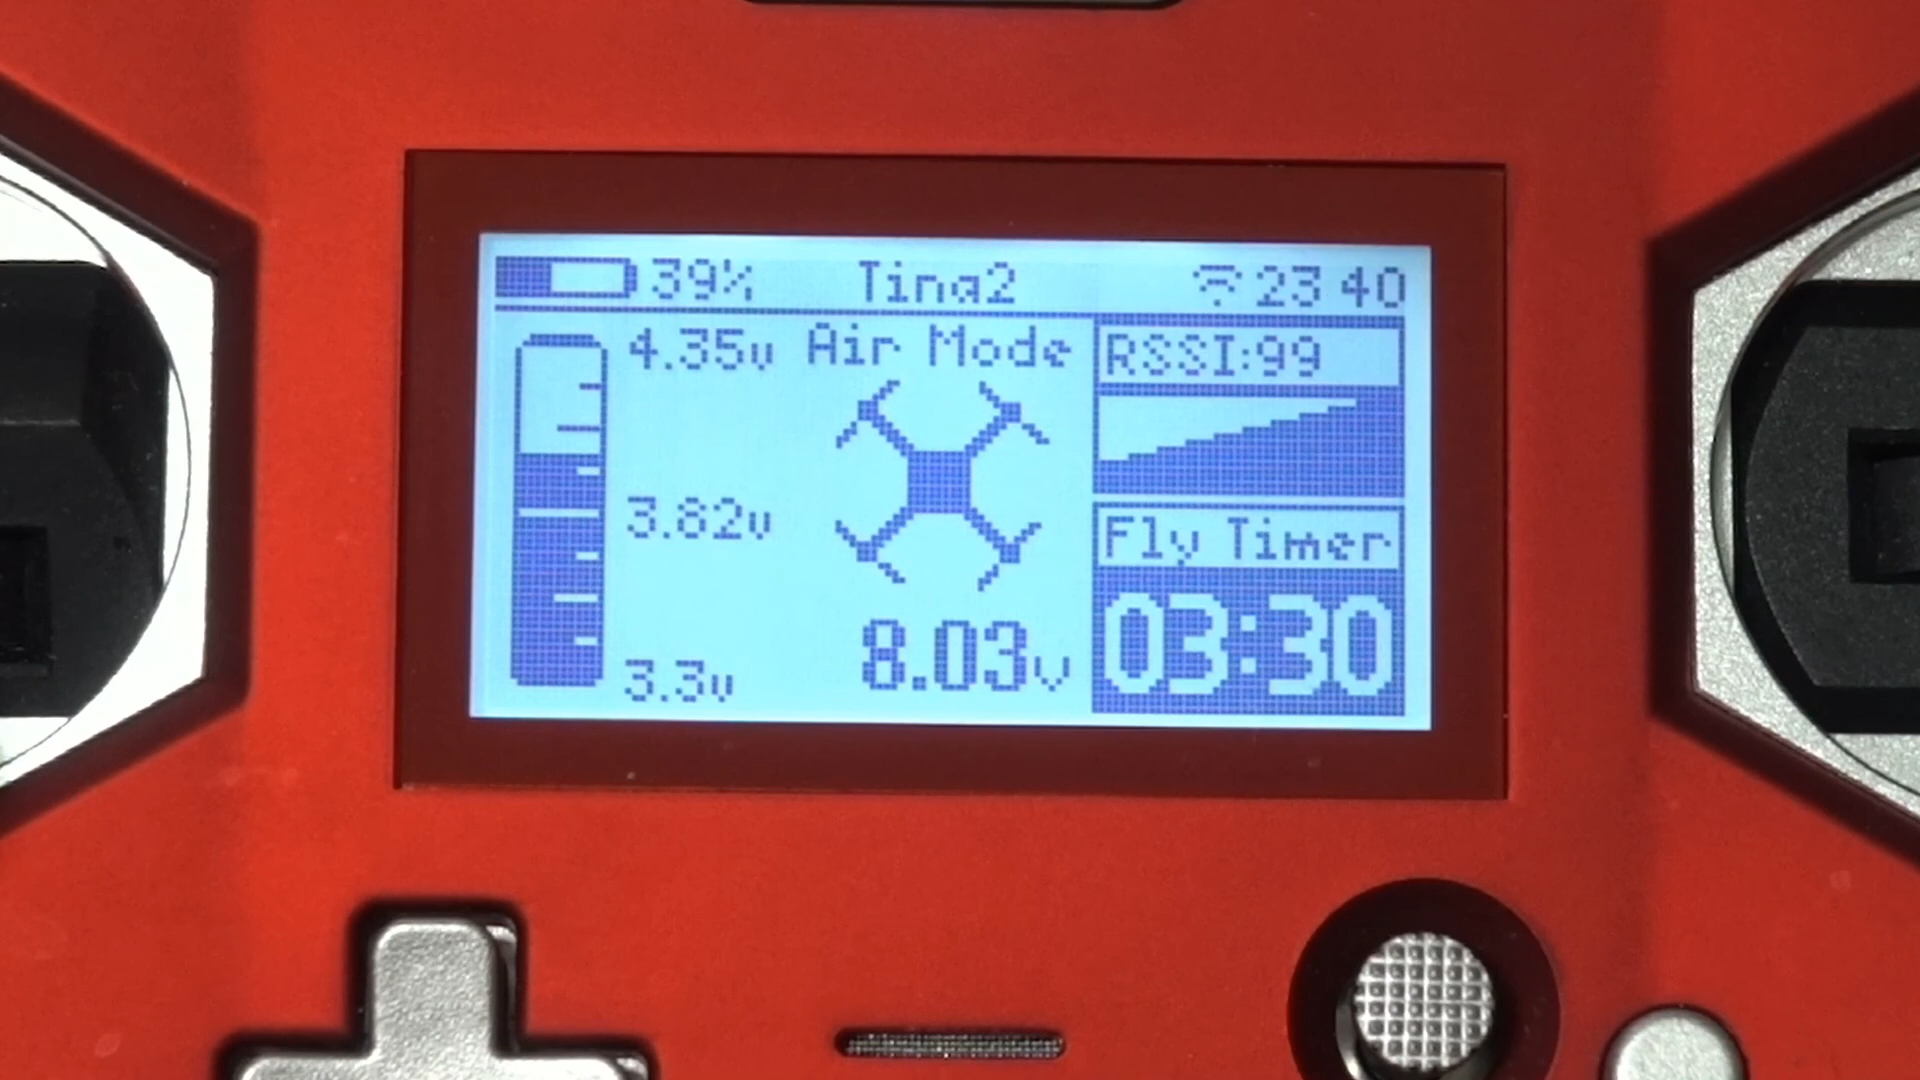 39% Tina2 23 40
4.35v Air Mode RSSI:99
3.82v
Fly Timer
3.3v 8.03v 03:30